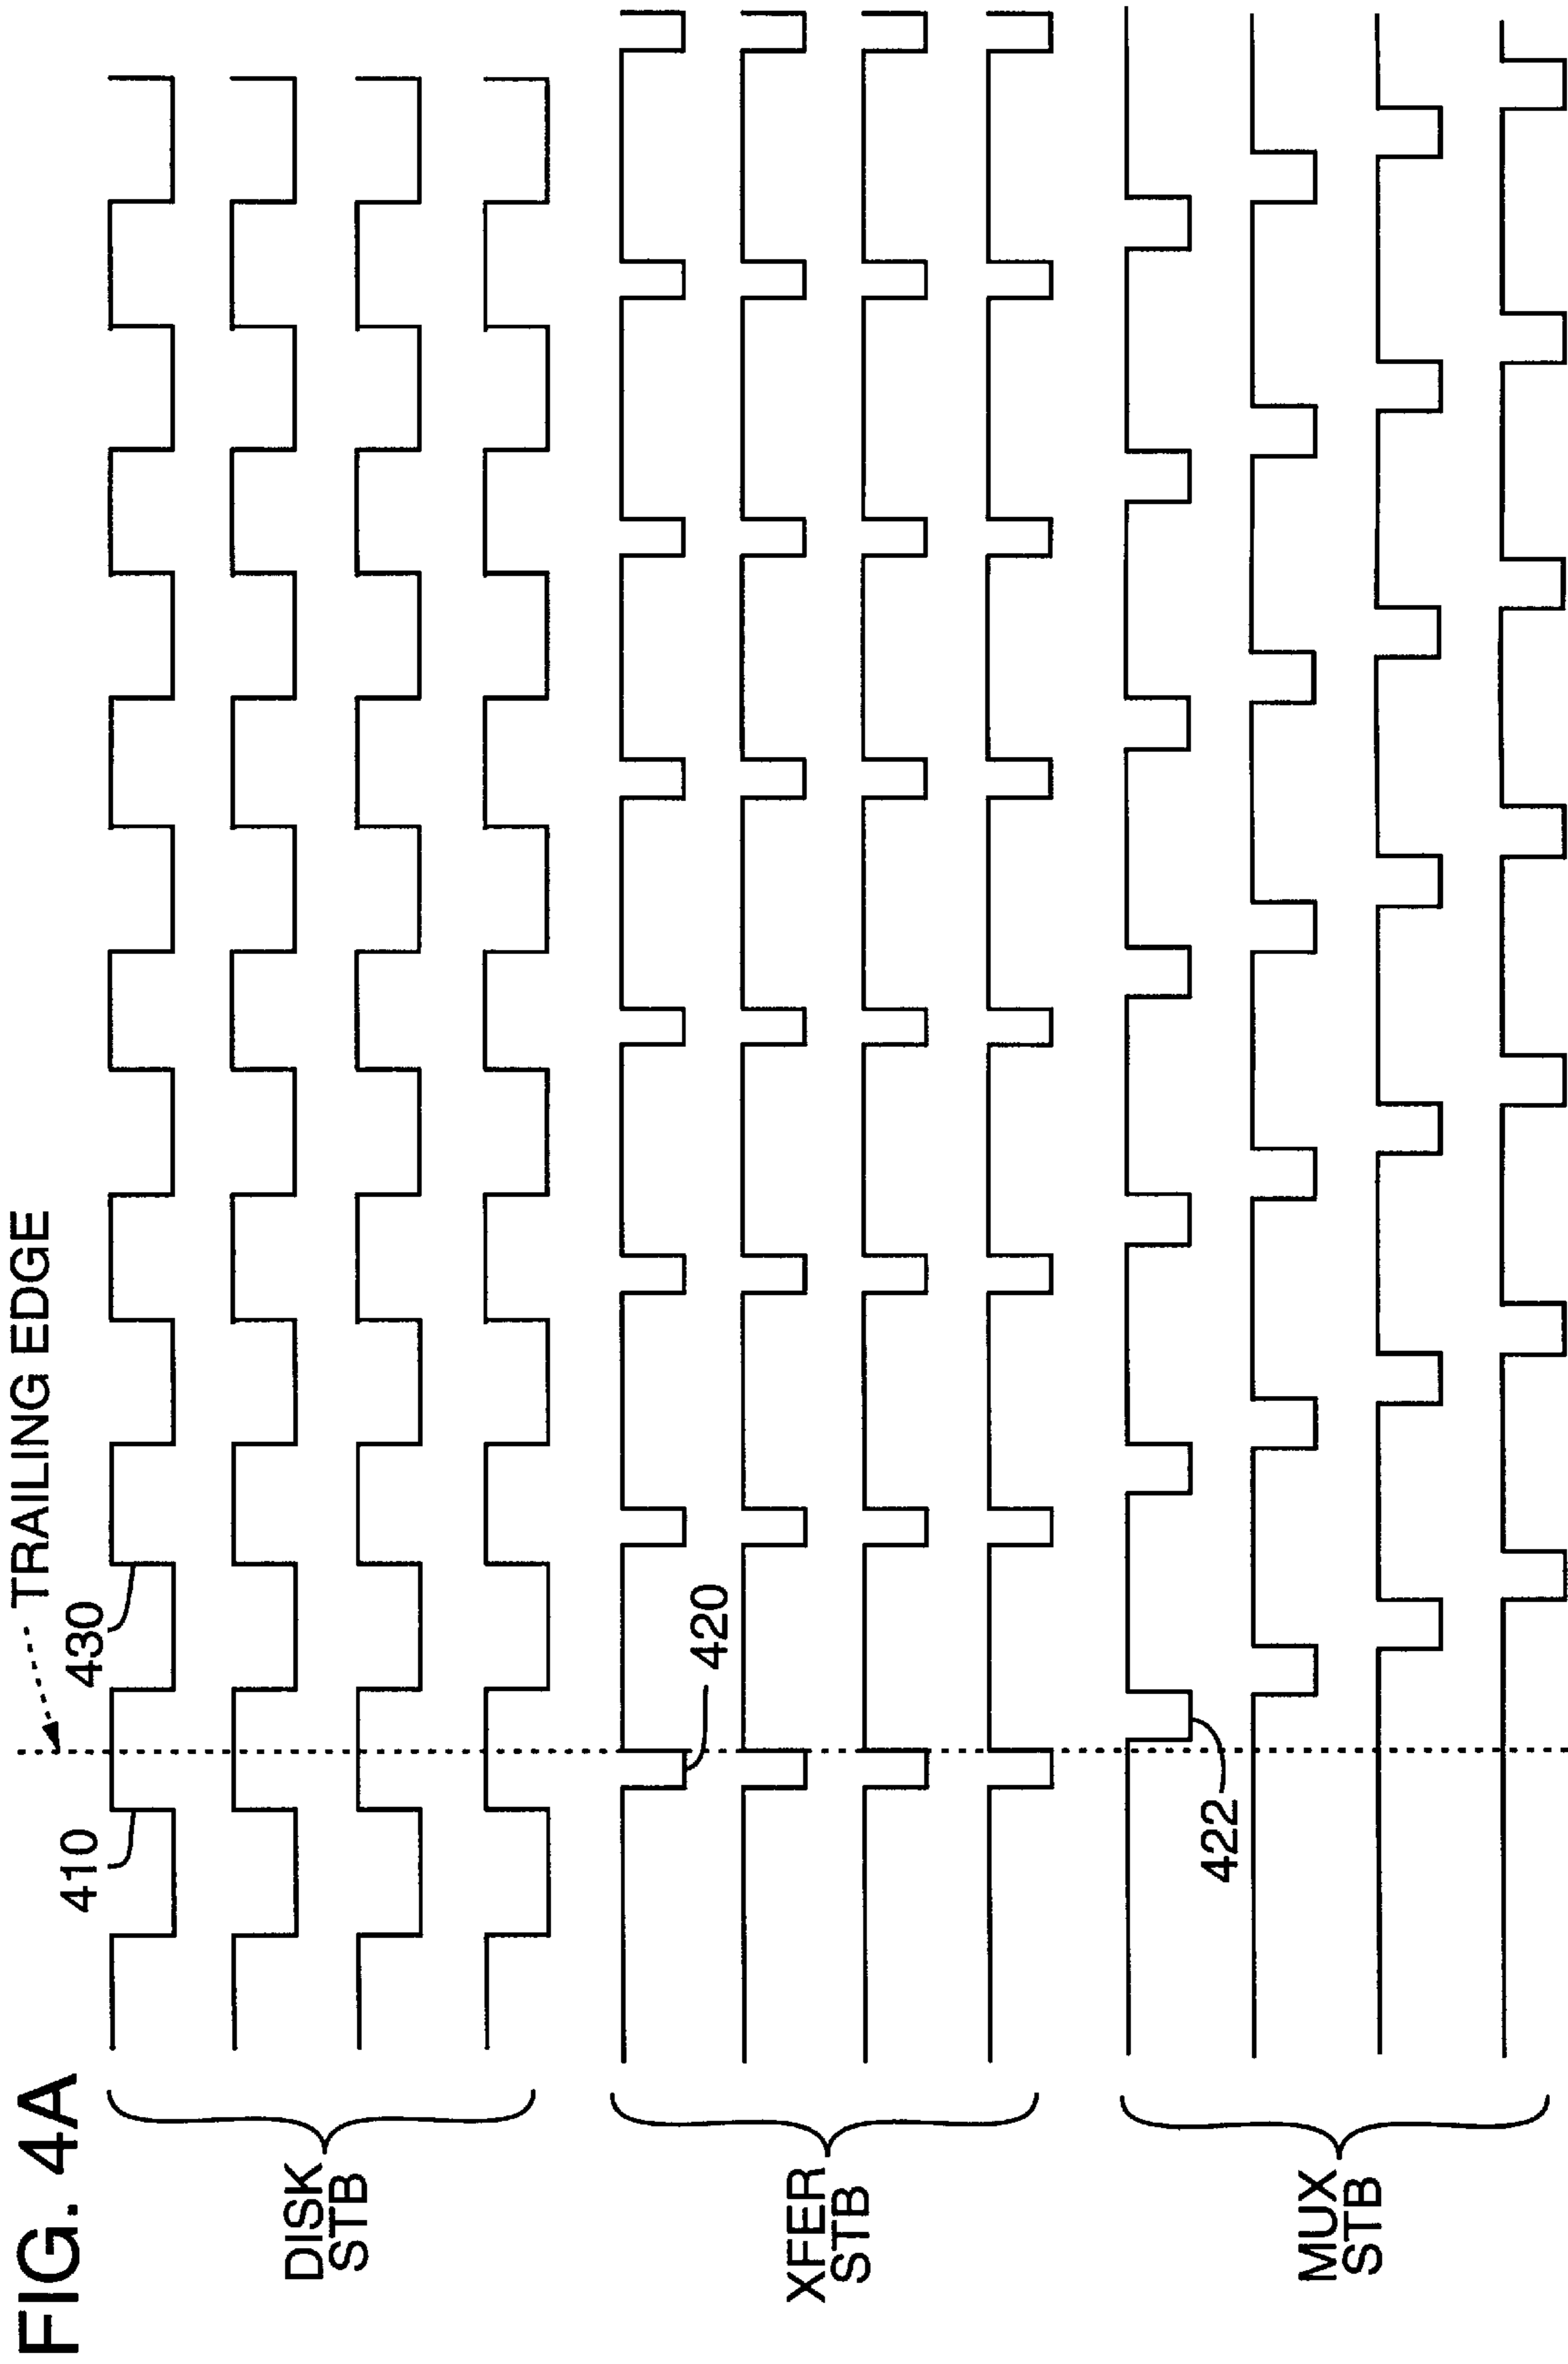 FIG. 4A
TRAILING EDGE
410
430
DISK
STB
420
XFER
STB
422
MUX
STB